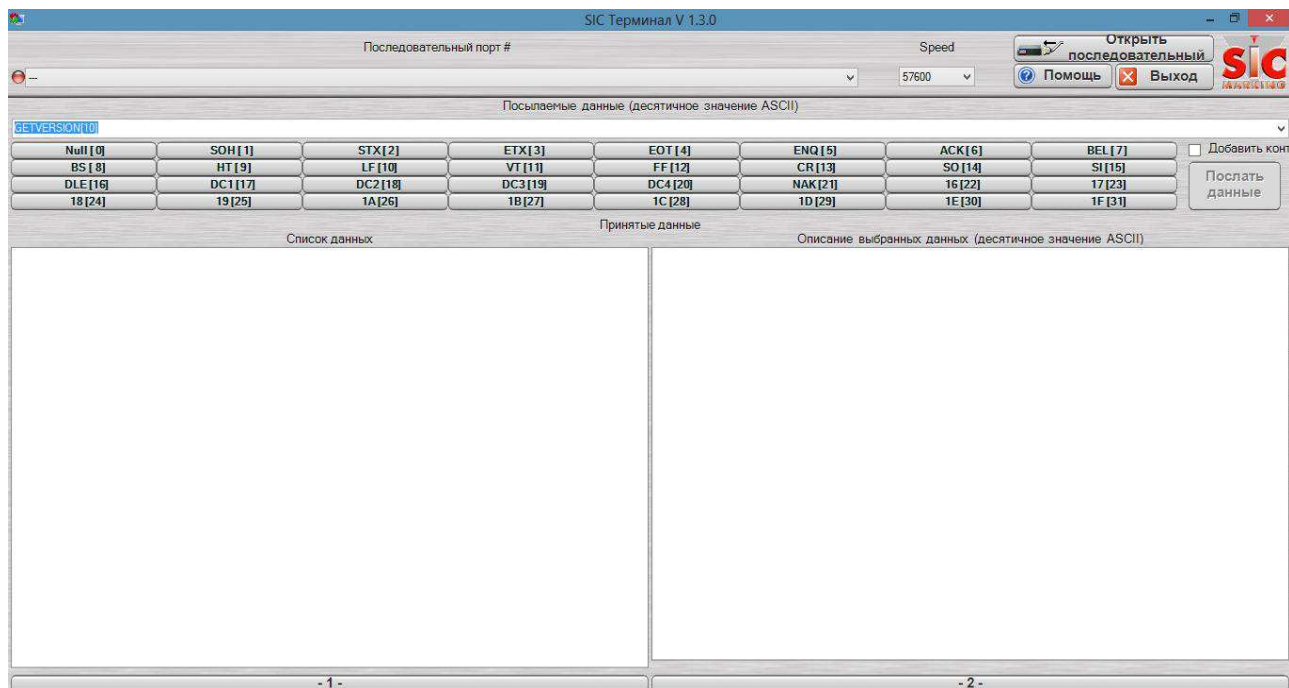 SIC Терминал V 1.3.0
Последовательный порт #
Speed
Открыть
последовательный
--
57600
Помощь
Выход
SIC
MARKING
Посылаемые данные (десятичное значение ASCII)
GETVERSION[10]
Null [ 0] SOH [ 1] STX [ 2] ETX [ 3] EOT [ 4] ENQ [ 5] ACK [ 6] BEL [ 7] Добавить конт
BS [ 8] HT [ 9] LF [10] VT [11] FF [12] CR [13] SO [14] SI [15]
DLE [16] DC1 [17] DC2 [18] DC3 [19] DC4 [20] NAK [21] 16 [22] 17 [23]
18 [24] 19 [25] 1A [26] 1B [27] 1C [28] 1D [29] 1E [30] 1F [31]
Послать
данные
Принятые данные
Список данных
Описание выбранных данных (десятичное значение ASCII)
- 1 -
- 2 -